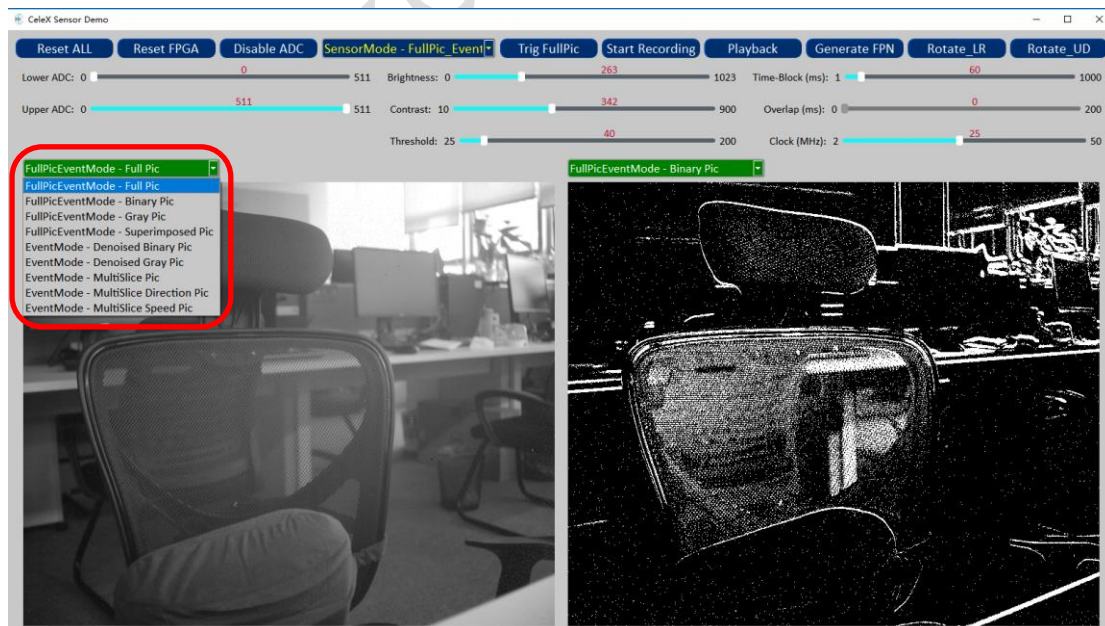 CeleX Sensor Demo
Reset ALL Reset FPGA Disable ADC SensorMode - FullPic_Event Trig FullPic Start Recording Playback Generate FPN Rotate_LR Rotate_UD
Lower ADC: 0 0 511 Brightness: 0 263 1023 Time-Block (ms): 1 60 1000
Upper ADC: 0 511 511 Contrast: 10 342 900 Overlap (ms): 0 0 200
Threshold: 25 40 200 Clock (MHz): 2 25 50
FullPicEventMode - Full Pic FullPicEventMode - Binary Pic
FullPicEventMode - Full Pic
FullPicEventMode - Binary Pic
FullPicEventMode - Gray Pic
FullPicEventMode - Superimposed Pic
EventMode - Denoised Binary Pic
EventMode - Denoised Gray Pic
EventMode - MultiSlice Pic
EventMode - MultiSlice Direction Pic
EventMode - MultiSlice Speed Pic